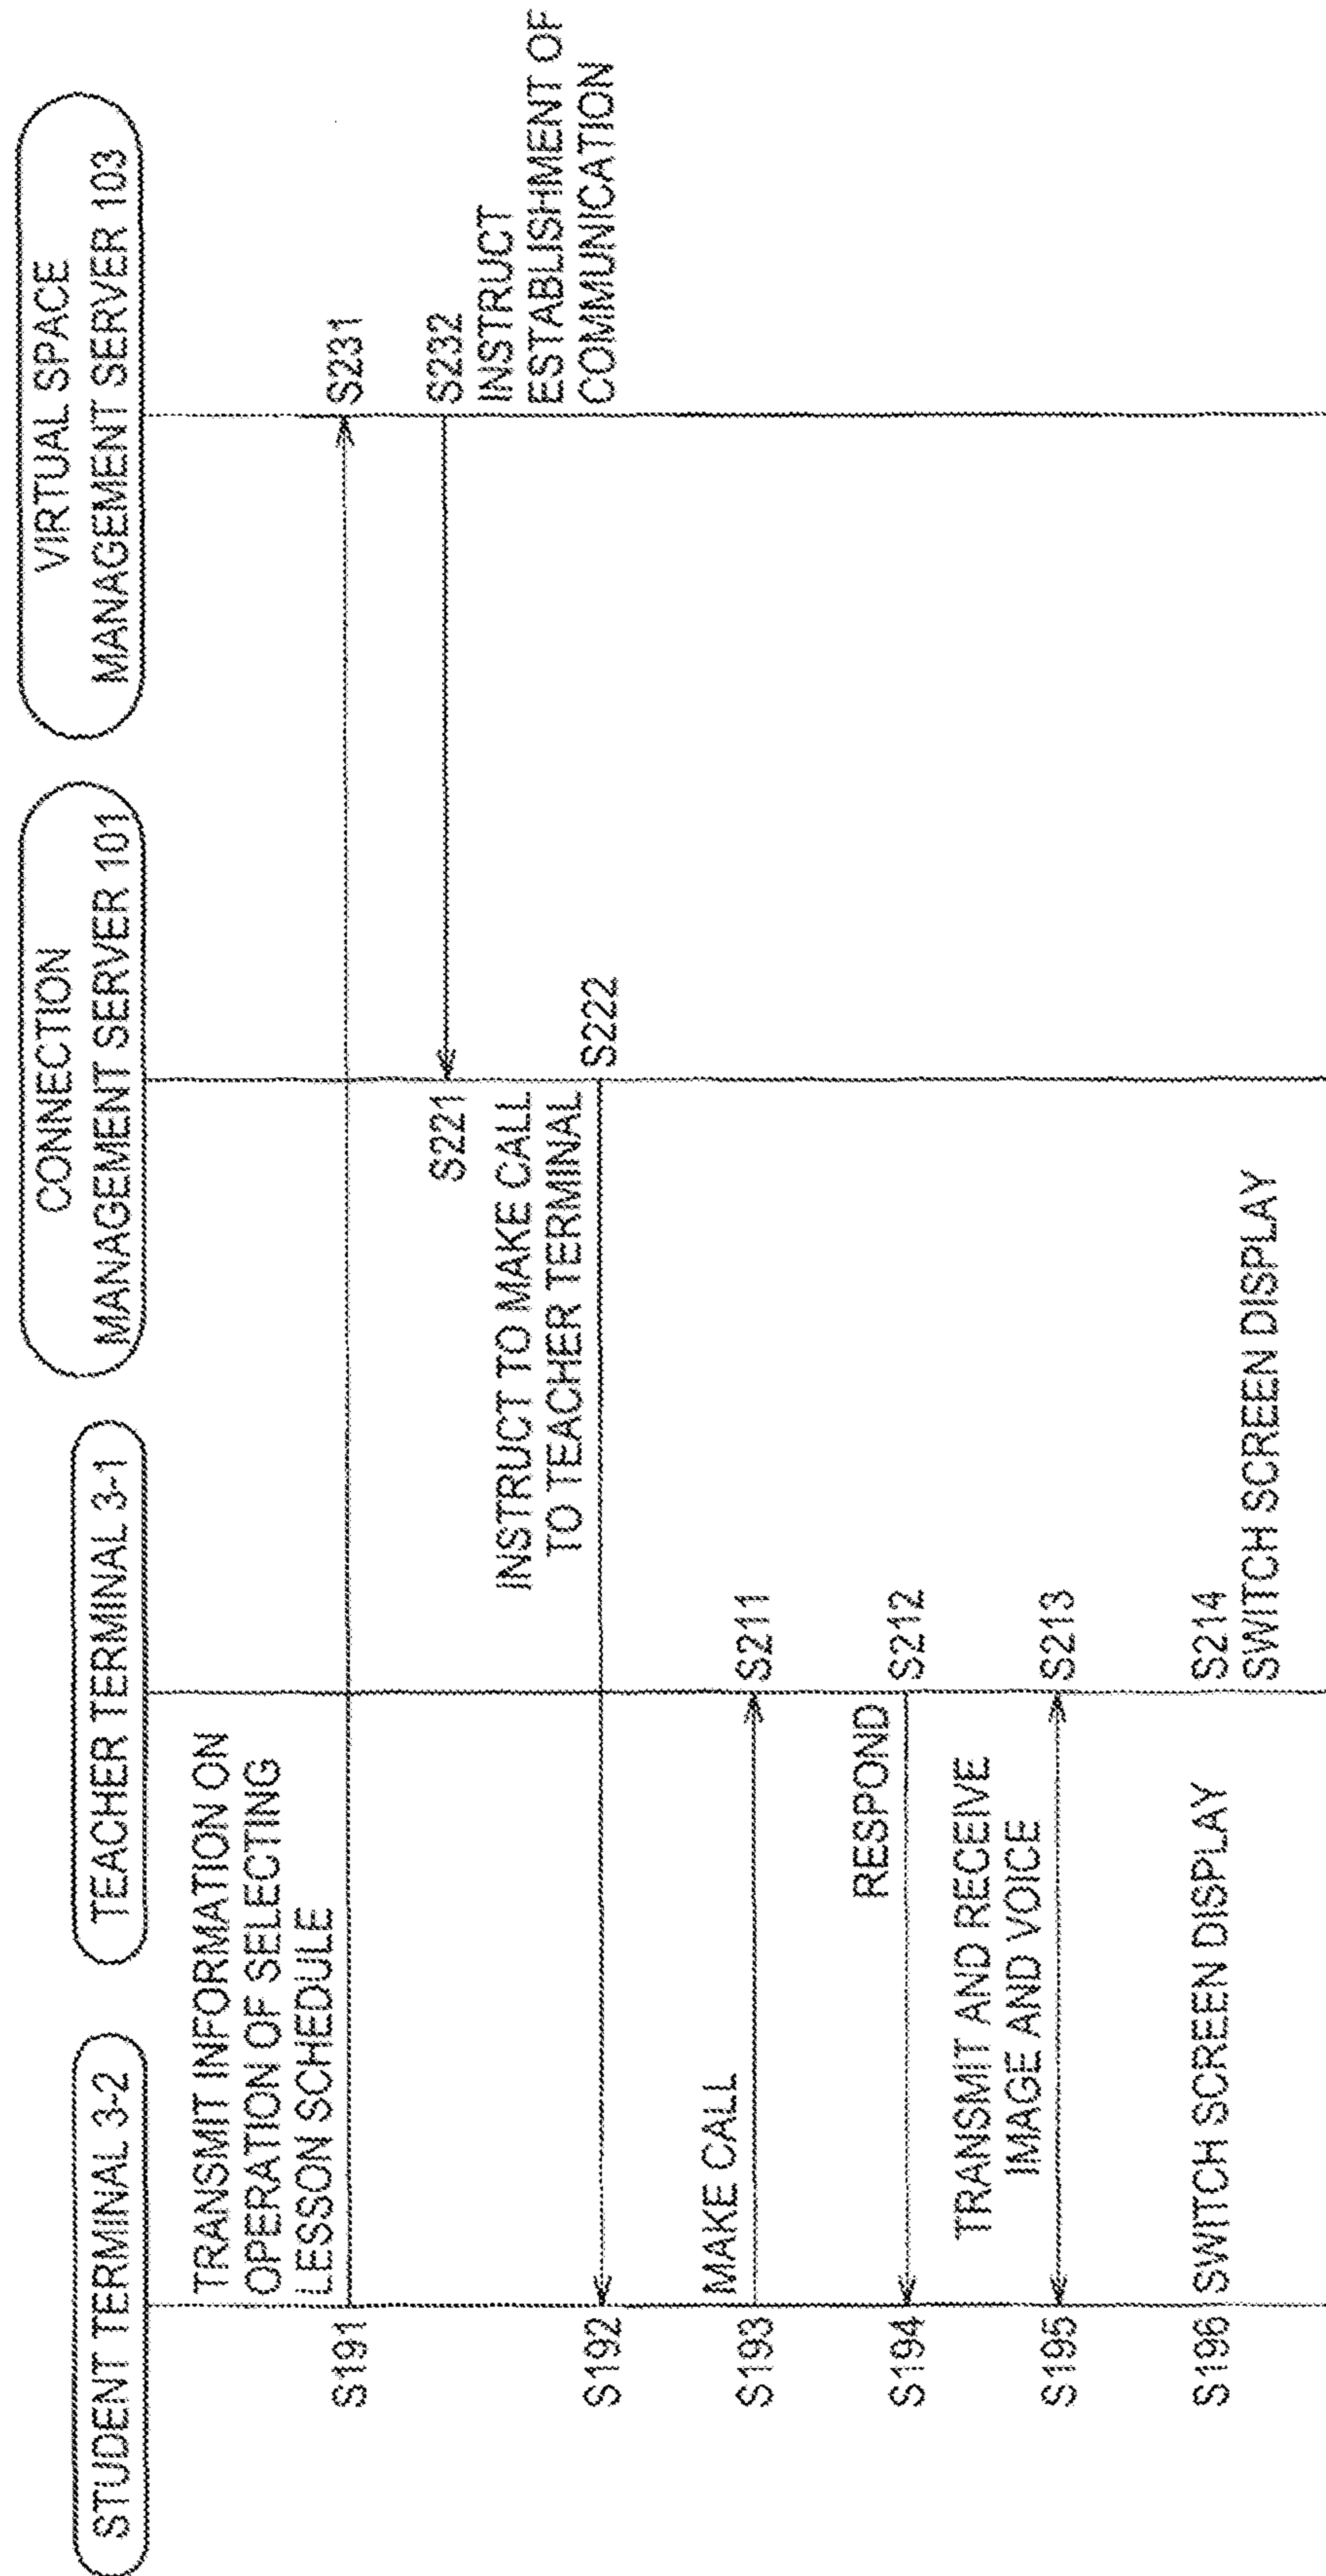 STUDENT TERMINAL 3-2
TEACHER TERMINAL 3-1
CONNECTION
MANAGEMENT SERVER 101
VIRTUAL SPACE
MANAGEMENT SERVER 103
TRANSMIT INFORMATION ON
OPERATION OF SELECTING
LESSON SCHEDULE
S191
S231
S221
S232
INSTRUCT
ESTABLISHMENT OF
COMMUNICATION
INSTRUCT TO MAKE CALL
TO TEACHER TERMINAL
S192
S222
MAKE CALL
S193
S211
RESPOND
S194
S212
TRANSMIT AND RECEIVE
IMAGE AND VOICE
S195
S213
S196
SWITCH SCREEN DISPLAY
S214
SWITCH SCREEN DISPLAY